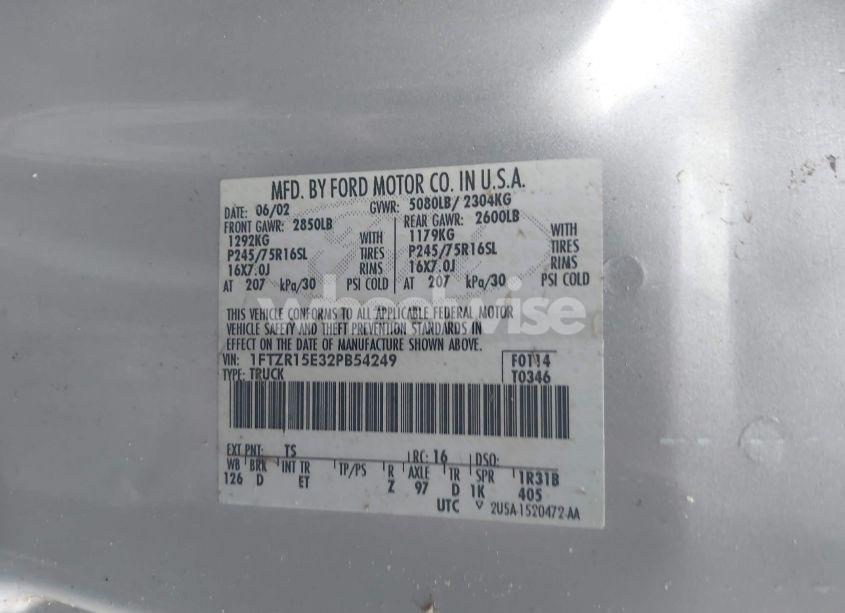 MFD. BY FORD MOTOR CO. IN U.S.A.
DATE: 06/02 GVWR: 5080LB/ 2304KG
FRONT GAWR: 2850LB REAR GAWR: 2600LB
1292KG WITH 1179KG WITH
P245/75R16SL TIRES P245/75R16SL TIRES
16X7.0J RIMS 16X7.0J RIMS
AT 207 kPa/30 PSI COLD AT 207 kPa/30 PSI COLD
wheelwise
THIS VEHICLE CONFORMS TO ALL APPLICABLE FEDERAL MOTOR
VEHICLE SAFETY AND THEFT PREVENTION STANDARDS IN
EFFECT ON THE DATE OF MANUFACTURE SHOWN ABOVE.
VIN: 1FTZR15E32PB54249 F0114
TYPE: TRUCK T0346
EXT PNT: TS RC: 16 DSO:
WB BRK INT TR TP/PS R AXLE TR SPR 1R31B
126 D ET Z 97 D 1K 405
UTC V 2U5A-1520472-AA